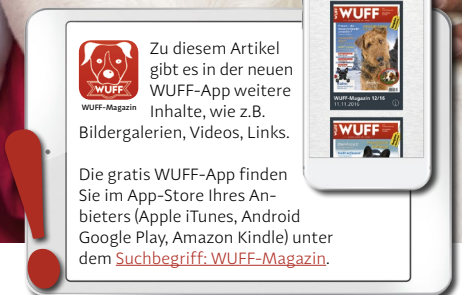 Zu diesem Artikel
gibt es in der neuen
WUFF-App weitere
Inhalte, wie z.B.
Bildergalerien, Videos, Links.
WUFF
WUFF-Magazin
Die gratis WUFF-App finden
Sie im App-Store Ihres An-
bieters (Apple iTunes, Android
Google Play, Amazon Kindle) unter
dem Suchbegriff: WUFF-Magazin.
WUFF
WUFF-Magazin 12/16
11.11.2016
WUFF